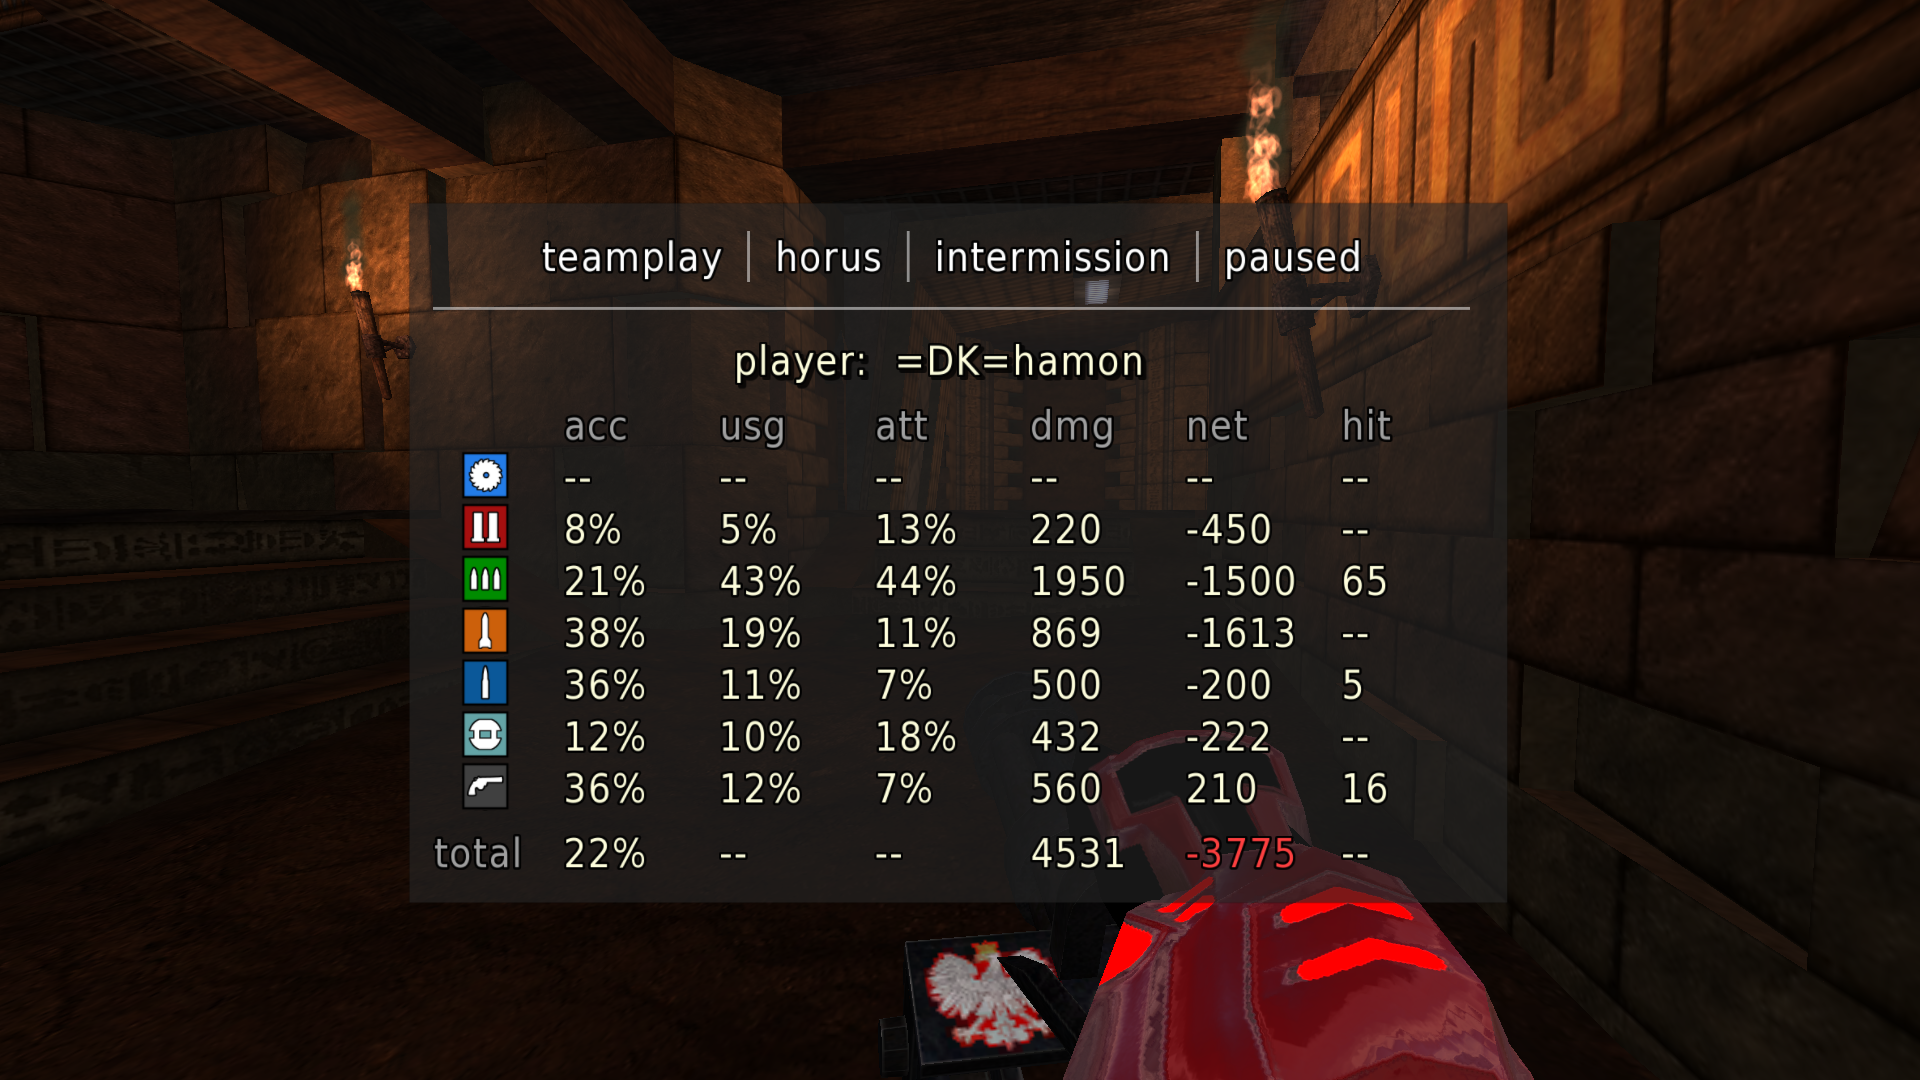 teamplay | horus | intermission | paused
player: =DK=hamon
acc usg att dmg net hit
-- -- -- -- -- --
8% 5% 13% 220 -450 --
21% 43% 44% 1950 -1500 65
38% 19% 11% 869 -1613 --
36% 11% 7% 500 -200 5
12% 10% 18% 432 -222 --
36% 12% 7% 560 210 16
total 22% -- -- 4531 -3775 --